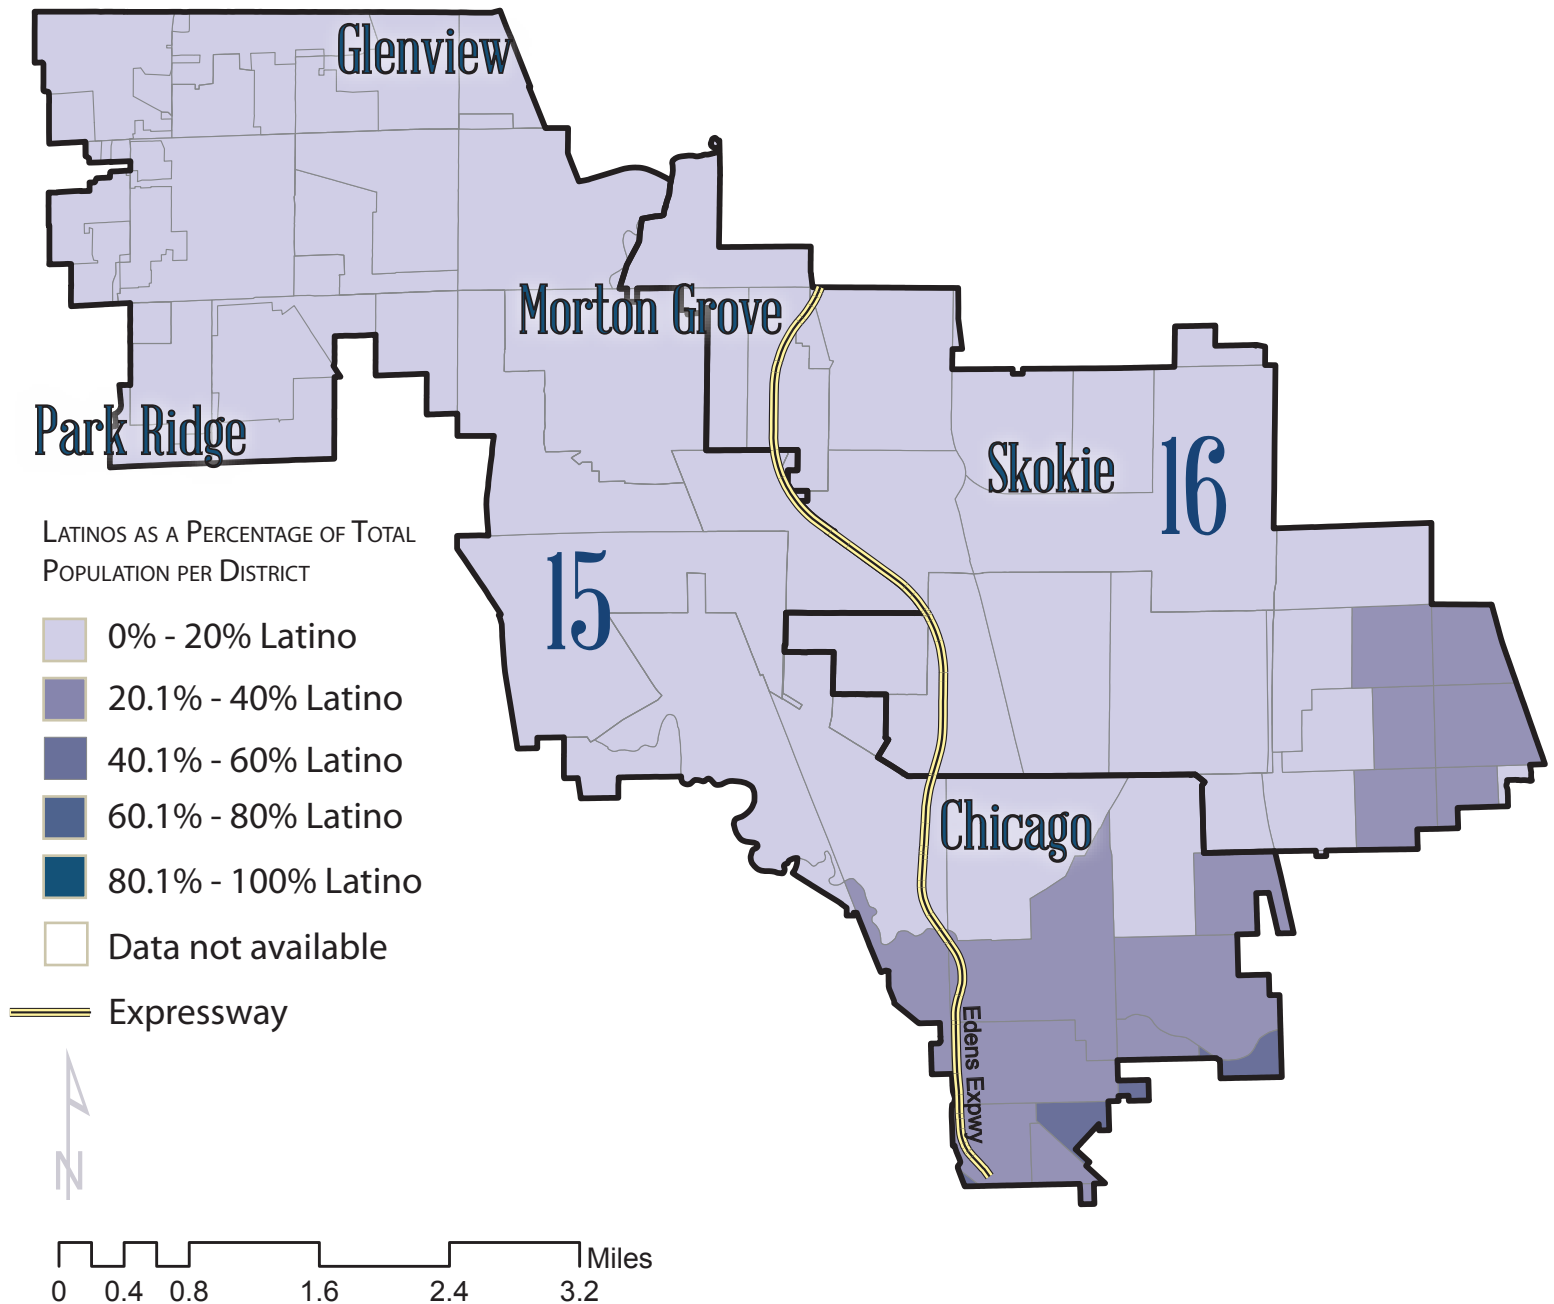 Glenview
Morton Grove
Park Ridge
Skokie
16
15
LATINOS AS A PERCENTAGE OF TOTAL
POPULATION PER DISTRICT
0% - 20% Latino
20.1% - 40% Latino
40.1% - 60% Latino
60.1% - 80% Latino
80.1% - 100% Latino
Data not available
Expressway
Chicago
Edens Expwy
N
Miles
0 0.4 0.8 1.6 2.4 3.2